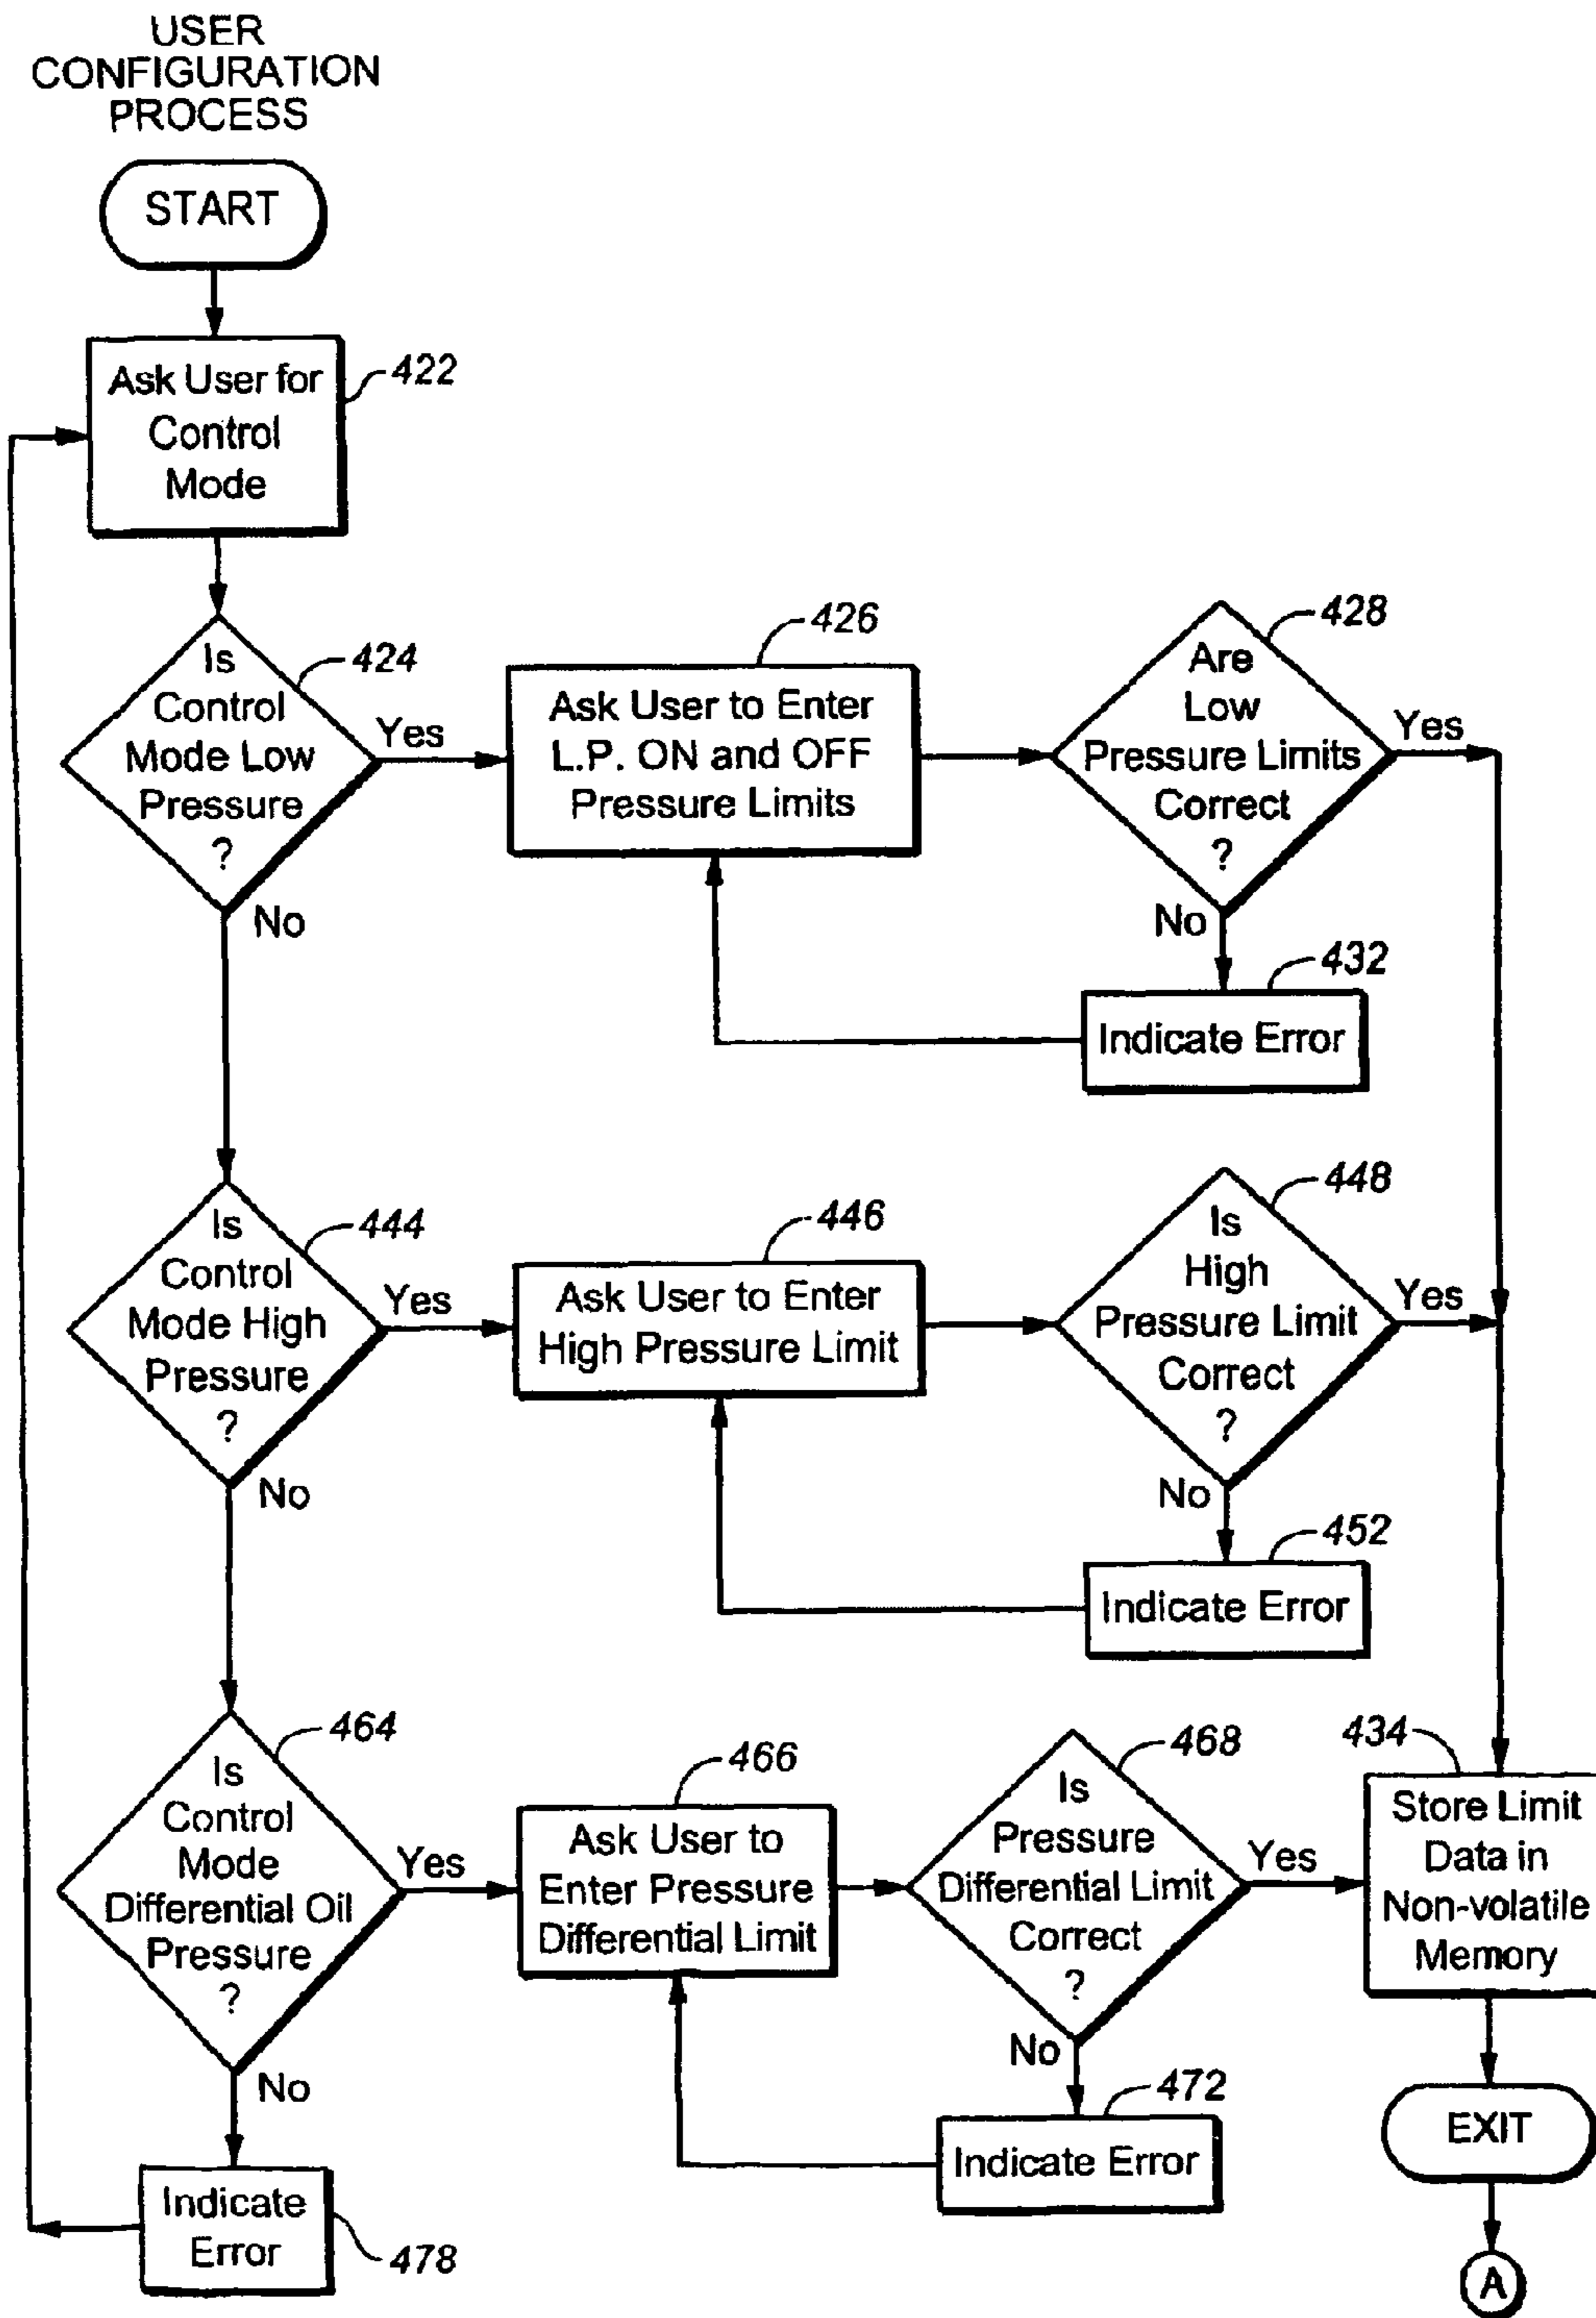 USER
CONFIGURATION
PROCESS
START
Ask User for
Control
Mode
422
Is
Control
Mode Low
Pressure
?
424
Yes
No
426
Ask User to Enter
L.P. ON and OFF
Pressure Limits
428
Are
Low
Pressure Limits
Correct
?
Yes
No
432
Indicate Error
Is
Control
Mode High
Pressure
?
444
Yes
No
446
Ask User to Enter
High Pressure Limit
448
Is
High
Pressure Limit
Correct
?
Yes
No
452
Indicate Error
464
Is
Control
Mode
Differential Oil
Pressure
?
Yes
No
466
Ask User to
Enter Pressure
Differential Limit
468
Is
Pressure
Differential Limit
Correct
?
Yes
No
472
Indicate Error
434
Store Limit
Data in
Non-volatile
Memory
EXIT
A
Indicate
Error
478